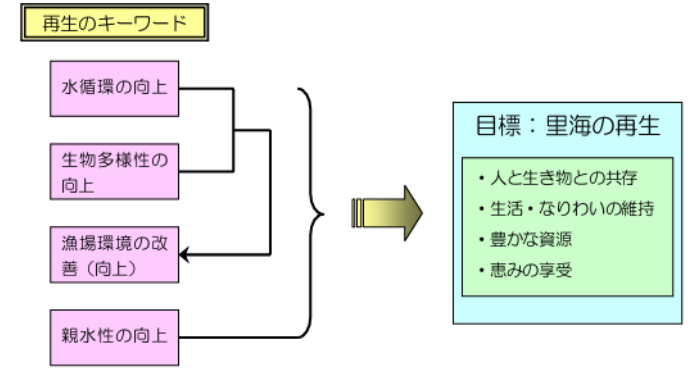 再生のキーワード
水循環の向上
生物多様性の
向上
漁場環境の改
善（向上）
親水性の向上
目標：里海の再生
・人と生き物との共存
・生活・なりわいの維持
・豊かな資源
・恵みの享受